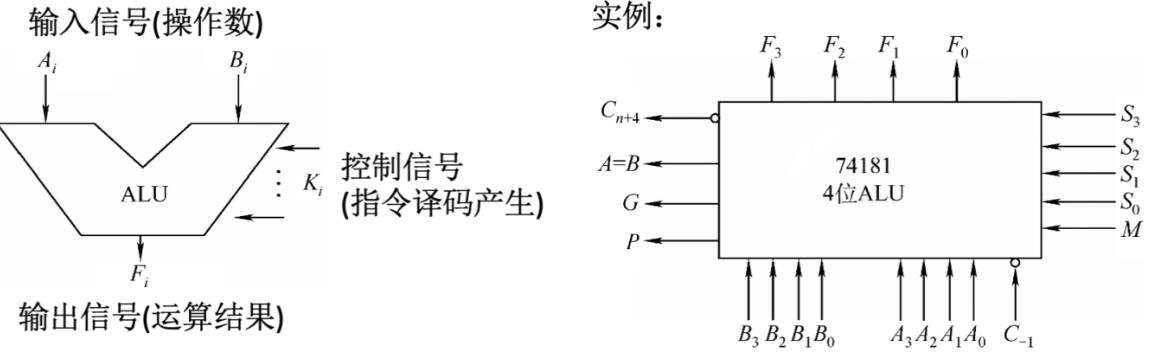 输入信号(操作数)
A_i B_i
ALU
K_i
控制信号
(指令译码产生)
F_i
输出信号(运算结果)
实例：
F_3 F_2 F_1 F_0
C_{n+4}
A=B
G
P
74181
4位ALU
S_3
S_2
S_1
S_0
M
B_3 B_2 B_1 B_0 A_3 A_2 A_1 A_0 C_{-1}